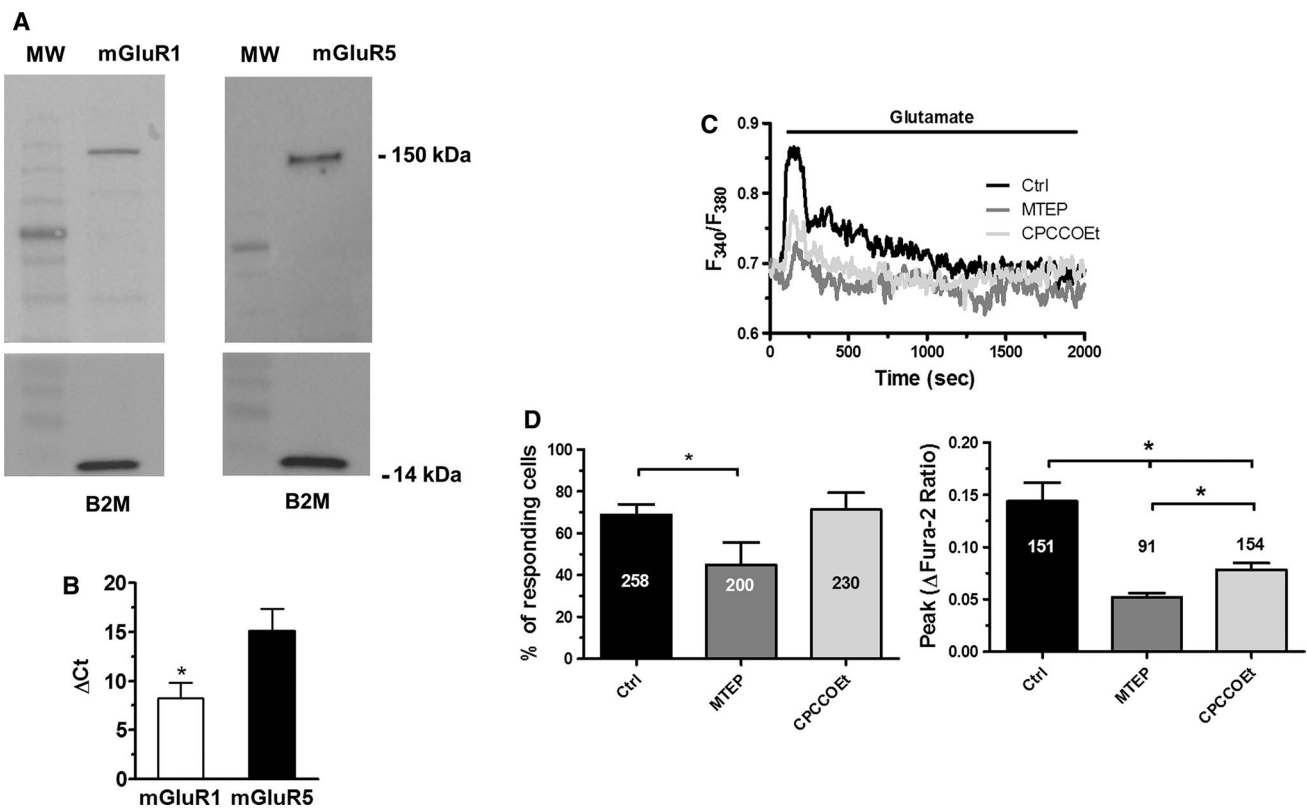 A
MW mGluR1
MW mGluR5
- 150 kDa
- 14 kDa
B2M
B2M
B
ΔCt
20
15
10
5
0
*
mGluR1 mGluR5
C
Glutamate
F340/F380
0.9
0.8
0.7
0.6
Ctrl
MTEP
CPCCOEt
0 500 1000 1500 2000
Time (sec)
D
% of responding cells
100
80
60
40
20
0
*
258 200 230
Ctrl MTEP CPCCOEt
Peak (ΔFura-2 Ratio)
0.20
0.15
0.10
0.05
0.00
*
*
151 91 154
Ctrl MTEP CPCCOEt